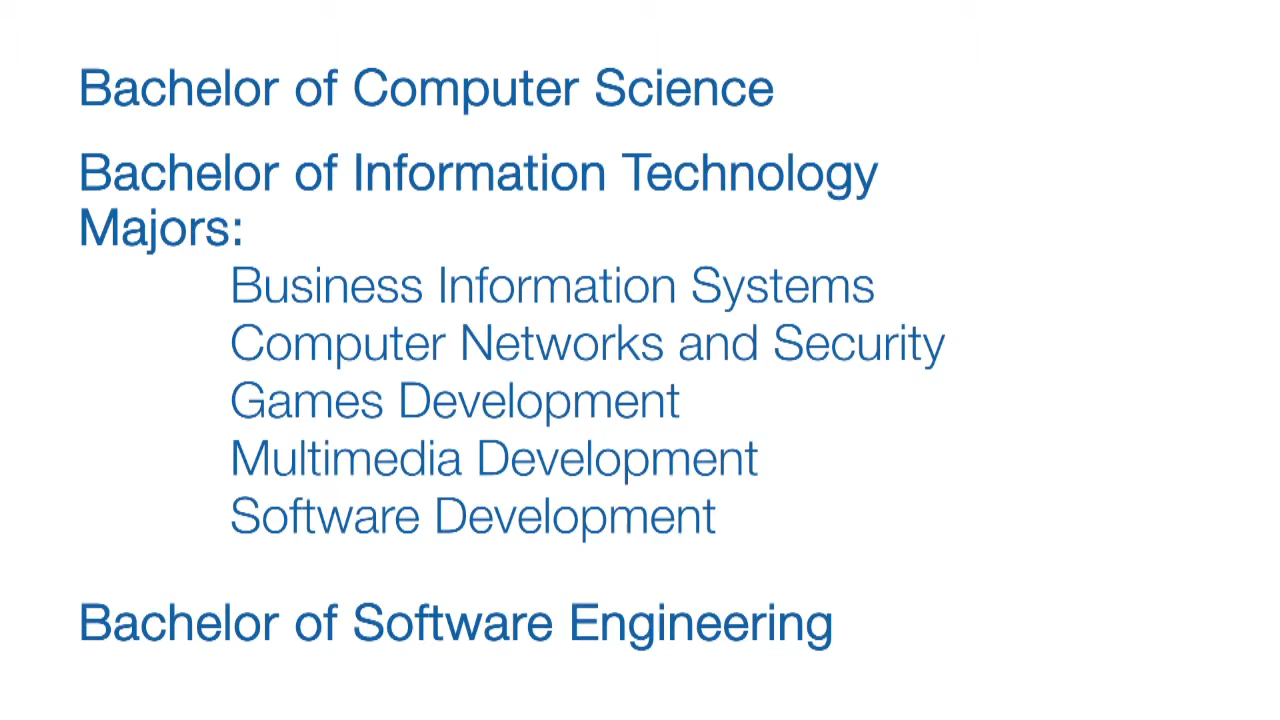 Bachelor of Computer Science
Bachelor of Information Technology
Majors:
Business Information Systems
Computer Networks and Security
Games Development
Multimedia Development
Software Development
Bachelor of Software Engineering